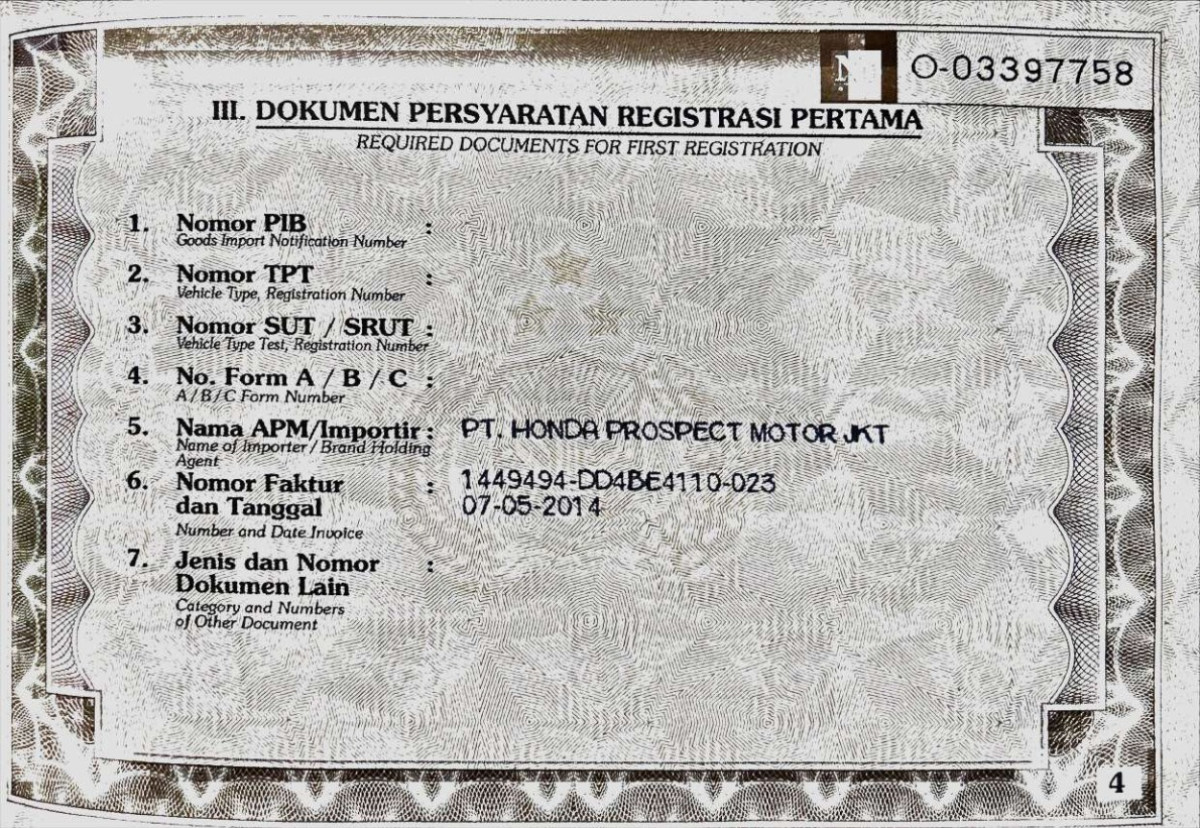 N O-03397758
III. DOKUMEN PERSYARATAN REGISTRASI PERTAMA
REQUIRED DOCUMENTS FOR FIRST REGISTRATION
1. Nomor PIB :
Goods Import Notification Number
2. Nomor TPT :
Vehicle Type, Registration Number
3. Nomor SUT / SRUT :
Vehicle Type Test, Registration Number
4. No. Form A / B / C :
A / B / C Form Number
5. Nama APM/Importir : PT. HONDA PROSPECT MOTOR JKT
Name of Importer / Brand Holding
Agent
6. Nomor Faktur : 1449494-DD4BE4110-023
dan Tanggal 07-05-2014
Number and Date Invoice
7. Jenis dan Nomor :
Dokumen Lain
Category and Numbers
of Other Document
4